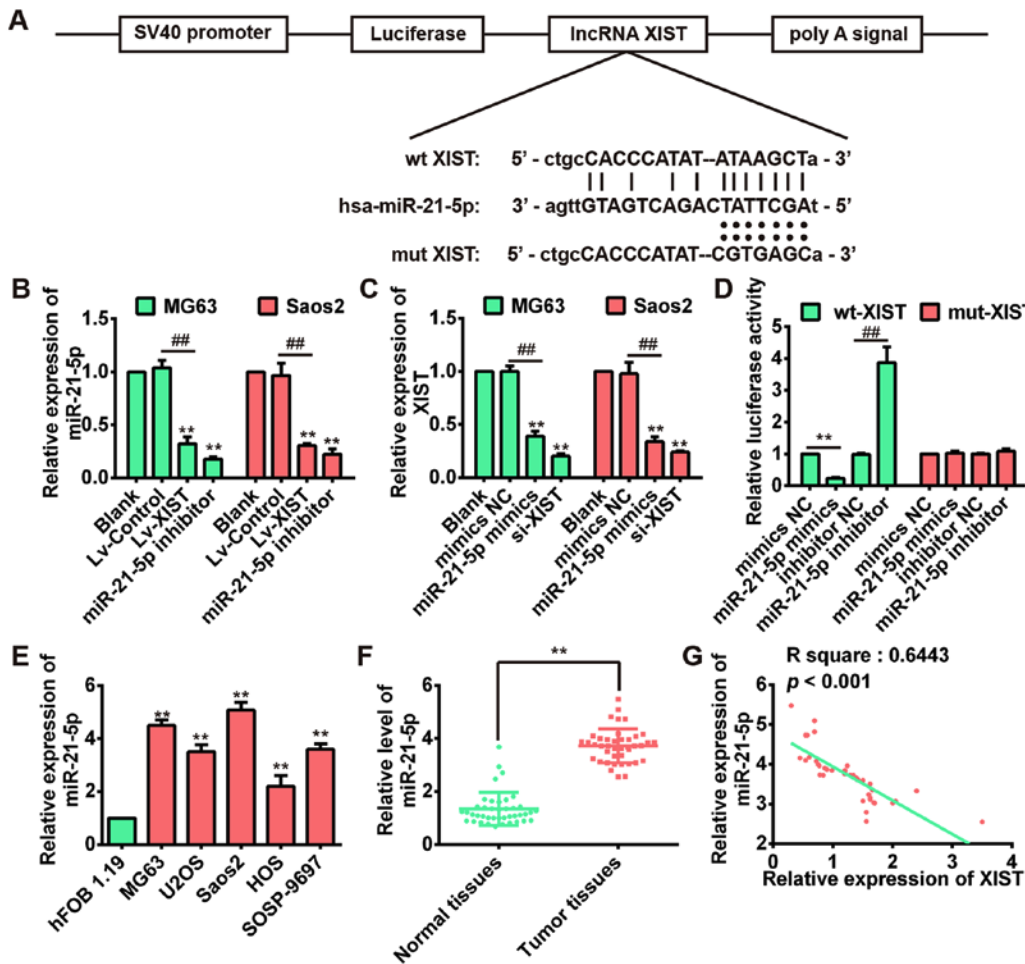 A
SV40 promoter
Luciferase
lncRNA XIST
poly A signal
wt XIST: 5' - ctgcCACCCATAT--ATAAGCTa - 3'
hsa-miR-21-5p: 3' - agttGTAGTCAGACTATTCGAt - 5'
mut XIST: 5' - ctgcCACCCATAT--CGTGAGCa - 3'
B
MG63
Saos2
Relative expression of
miR-21-5p
1.5
1.0
0.5
0.0
##
##
**
**
**
**
Blank
Lv-Control
Lv-XIST
miR-21-5p inhibitor
Blank
Lv-Control
Lv-XIST
miR-21-5p inhibitor
C
MG63
Saos2
Relative expression of
XIST
1.5
1.0
0.5
0.0
##
##
**
**
**
**
Blank
mimics NC
miR-21-5p mimics
si-XIST
Blank
mimics NC
miR-21-5p mimics
si-XIST
D
wt-XIST
mut-XIST
Relative luciferase activity
5
4
3
2
1
0
**
##
mimics NC
miR-21-5p mimics
inhibitor NC
miR-21-5p inhibitor
mimics NC
miR-21-5p mimics
inhibitor NC
miR-21-5p inhibitor
E
Relative expression of
miR-21-5p
6
4
2
0
**
**
**
**
**
hFOB 1.19
MG63
U2OS
Saos2
HOS
SOSP-9697
F
Relative level of
miR-21-5p
6
4
2
0
**
Normal tissues
Tumor tissues
G
R square : 0.6443
p < 0.001
Relative expression of
miR-21-5p
6
5
4
3
2
0
1
2
3
4
Relative expression of XIST